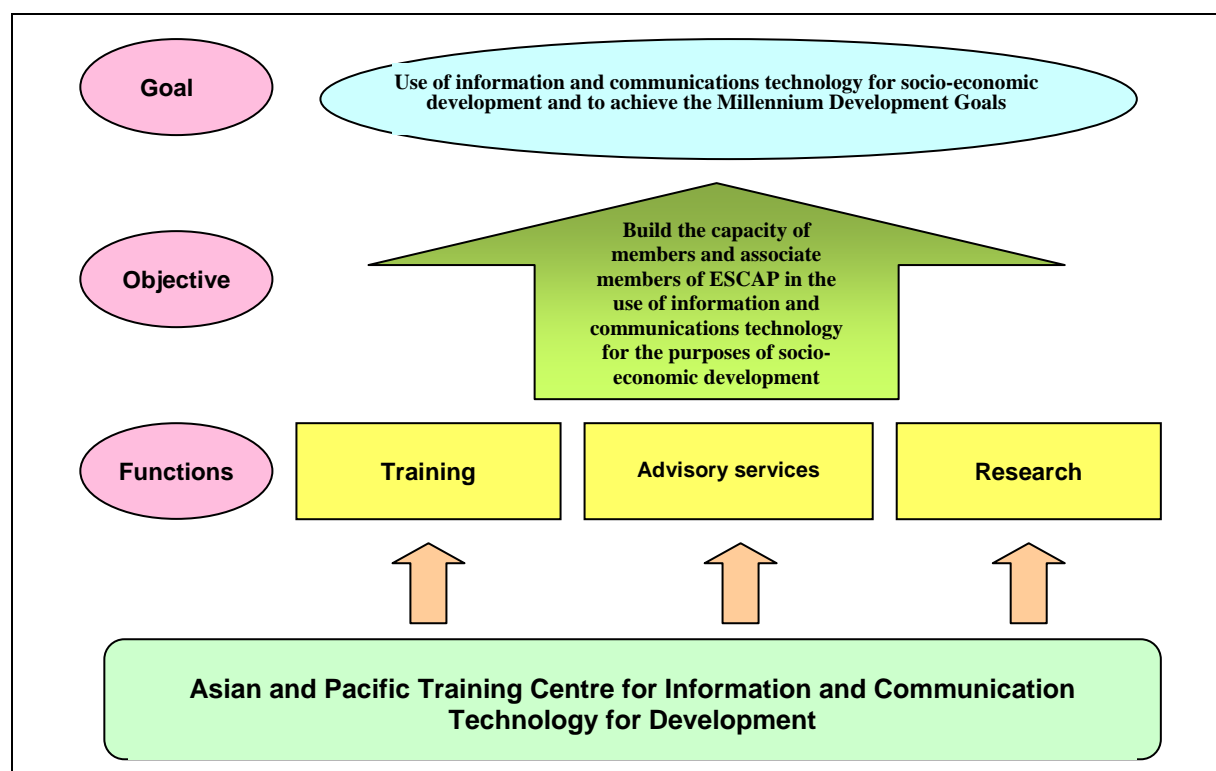 Goal
Use of information and communications technology for socio-economic
development and to achieve the Millennium Development Goals
Objective
Build the capacity of
members and associate
members of ESCAP in the
use of information and
communications technology
for the purposes of socio-
economic development
Functions
Training
Advisory services
Research
Asian and Pacific Training Centre for Information and Communication
Technology for Development